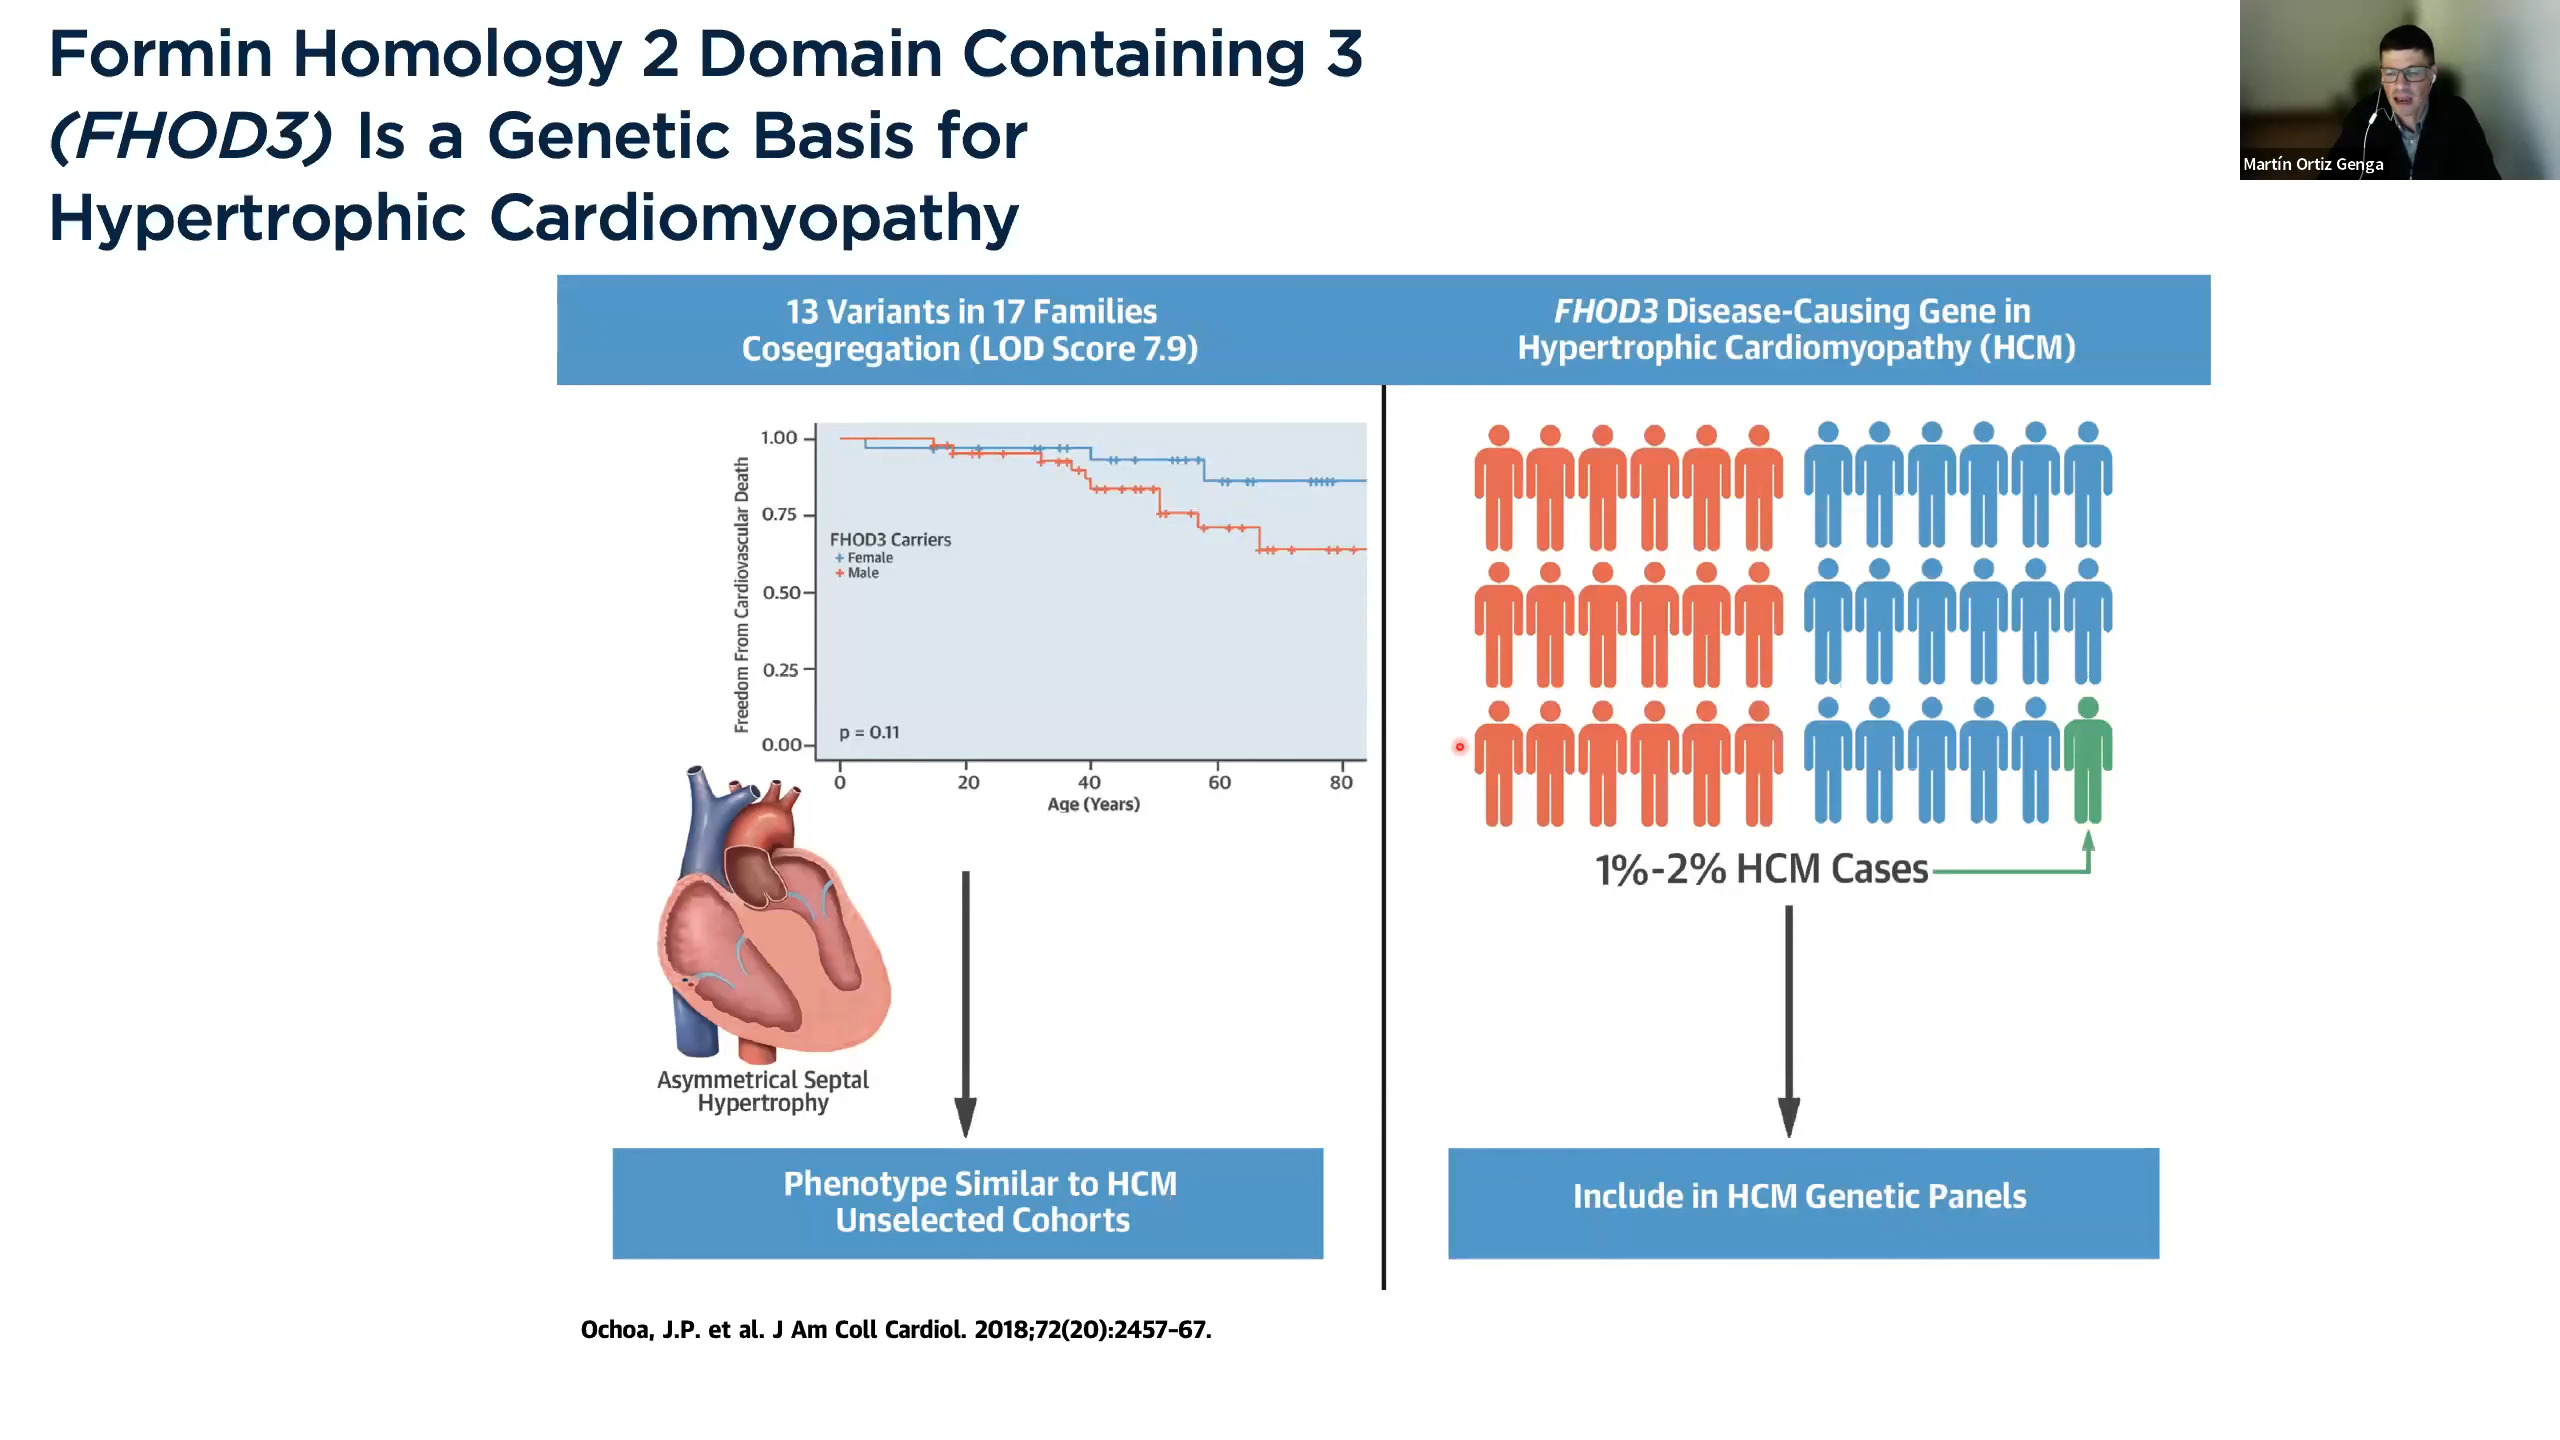 Formin Homology 2 Domain Containing 3
(FHOD3) Is a Genetic Basis for
Hypertrophic Cardiomyopathy
Martín Ortiz Genga
13 Variants in 17 Families
Cosegregation (LOD Score 7.9)
FHOD3 Disease-Causing Gene in
Hypertrophic Cardiomyopathy (HCM)
Freedom From Cardiovascular Death
1.00
0.75
0.50
0.25
0.00
FHOD3 Carriers
+ Female
+ Male
p = 0.11
0 20 40 60 80
Age (Years)
Asymmetrical Septal
Hypertrophy
1%-2% HCM Cases
Phenotype Similar to HCM
Unselected Cohorts
Include in HCM Genetic Panels
Ochoa, J.P. et al. J Am Coll Cardiol. 2018;72(20):2457–67.